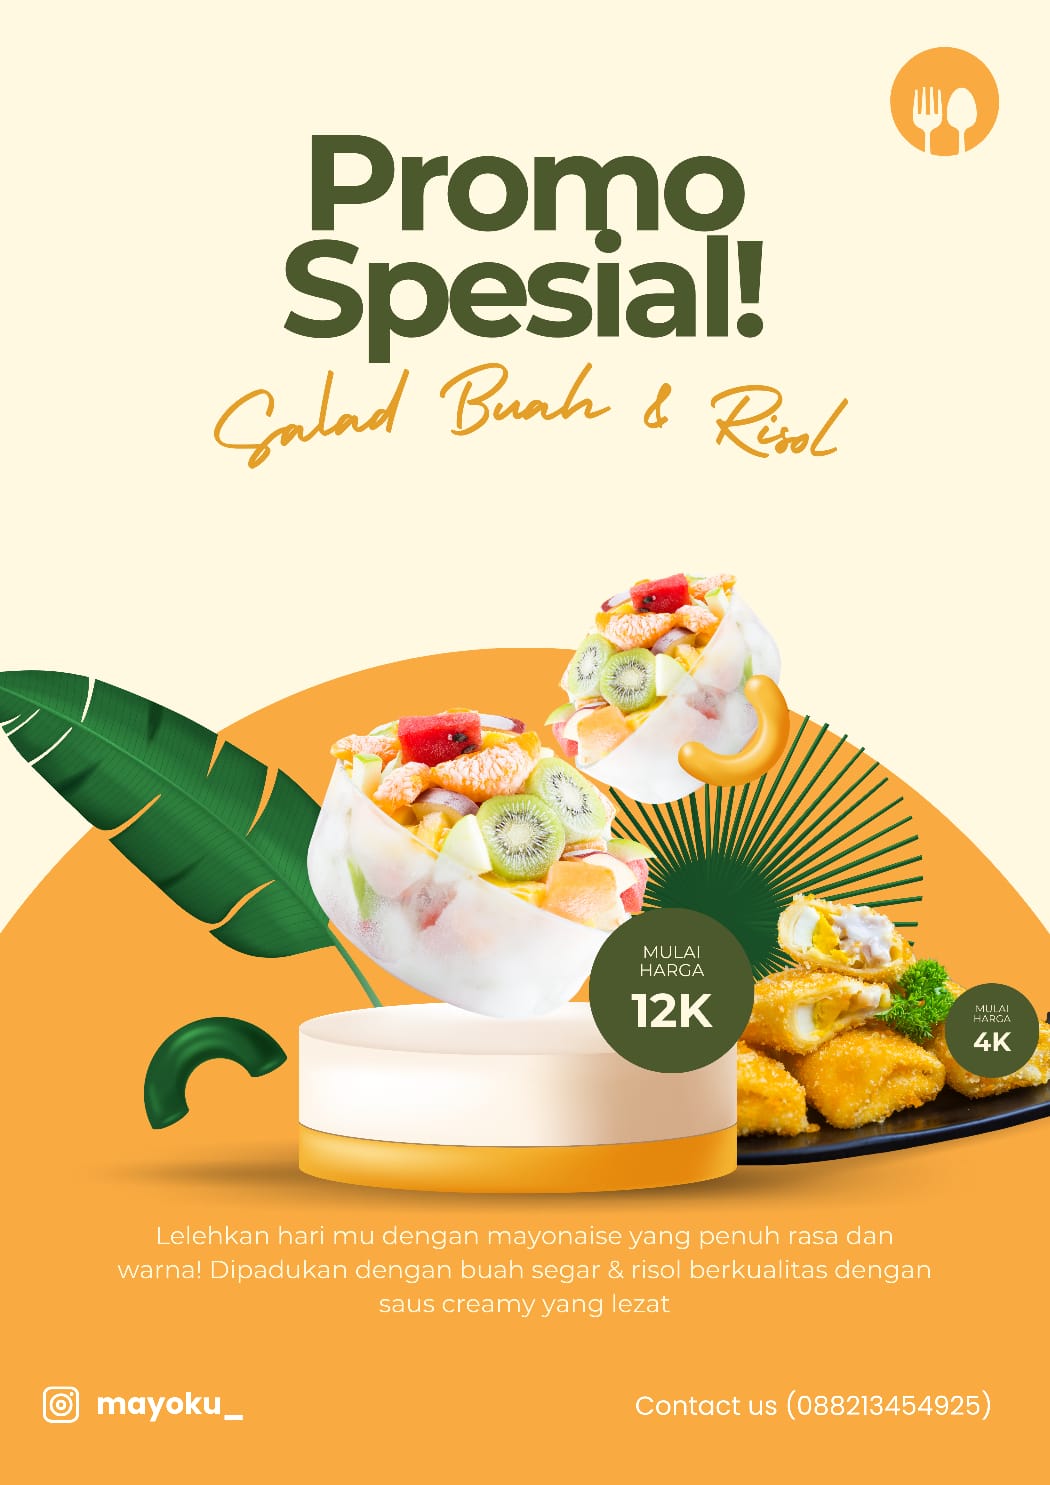 Promo
Spesial!
Salad Buah & Risol
MULAI
HARGA
12K
MULAI
HARGA
4K
Lelehkan hari mu dengan mayonaise yang penuh rasa dan
warna! Dipadukan dengan buah segar & risol berkualitas dengan
saus creamy yang lezat
mayoku_
Contact us (088213454925)